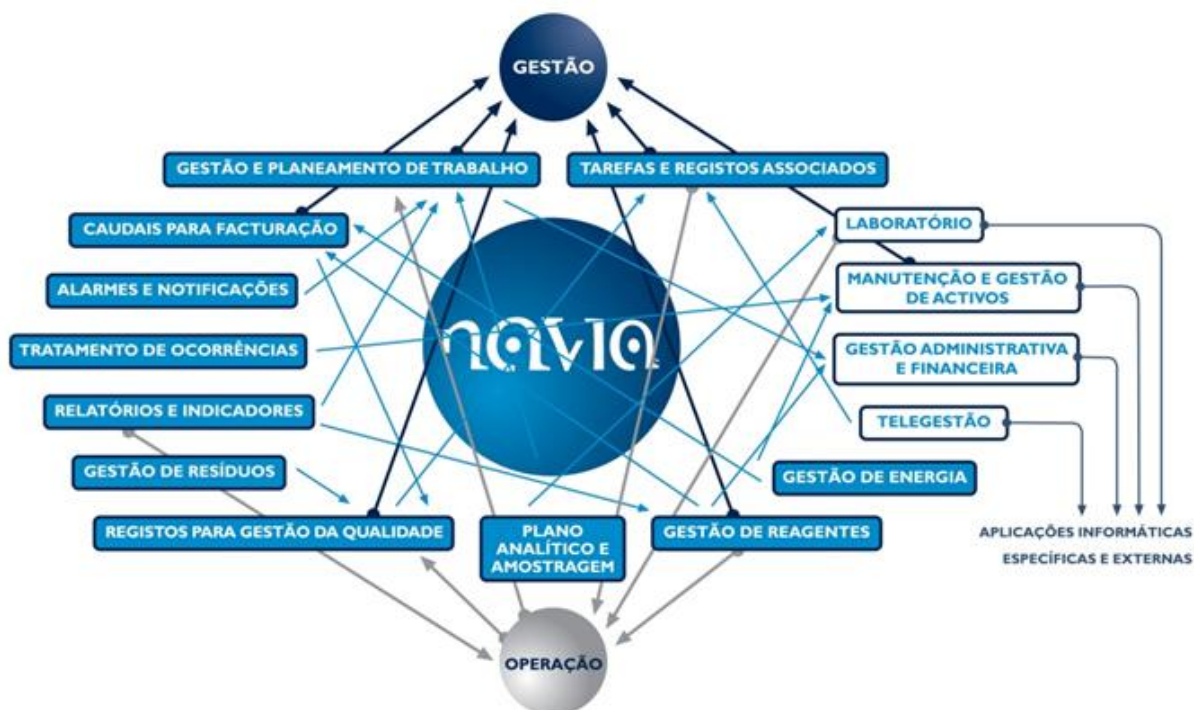 GESTÃO
GESTÃO E PLANEAMENTO DE TRABALHO
TAREFAS E REGISTOS ASSOCIADOS
CAUDAIS PARA FACTURAÇÃO
LABORATÓRIO
ALARMES E NOTIFICAÇÕES
MANUTENÇÃO E GESTÃO
DE ACTIVOS
navia
TRATAMENTO DE OCORRÊNCIAS
GESTÃO ADMINISTRATIVA
E FINANCEIRA
RELATÓRIOS E INDICADORES
TELEGESTÃO
GESTÃO DE RESÍDUOS
GESTÃO DE ENERGIA
REGISTOS PARA GESTÃO DA QUALIDADE
PLANO
ANALÍTICO E
AMOSTRAGEM
GESTÃO DE REAGENTES
APLICAÇÕES INFORMÁTICAS
ESPECÍFICAS E EXTERNAS
OPERAÇÃO